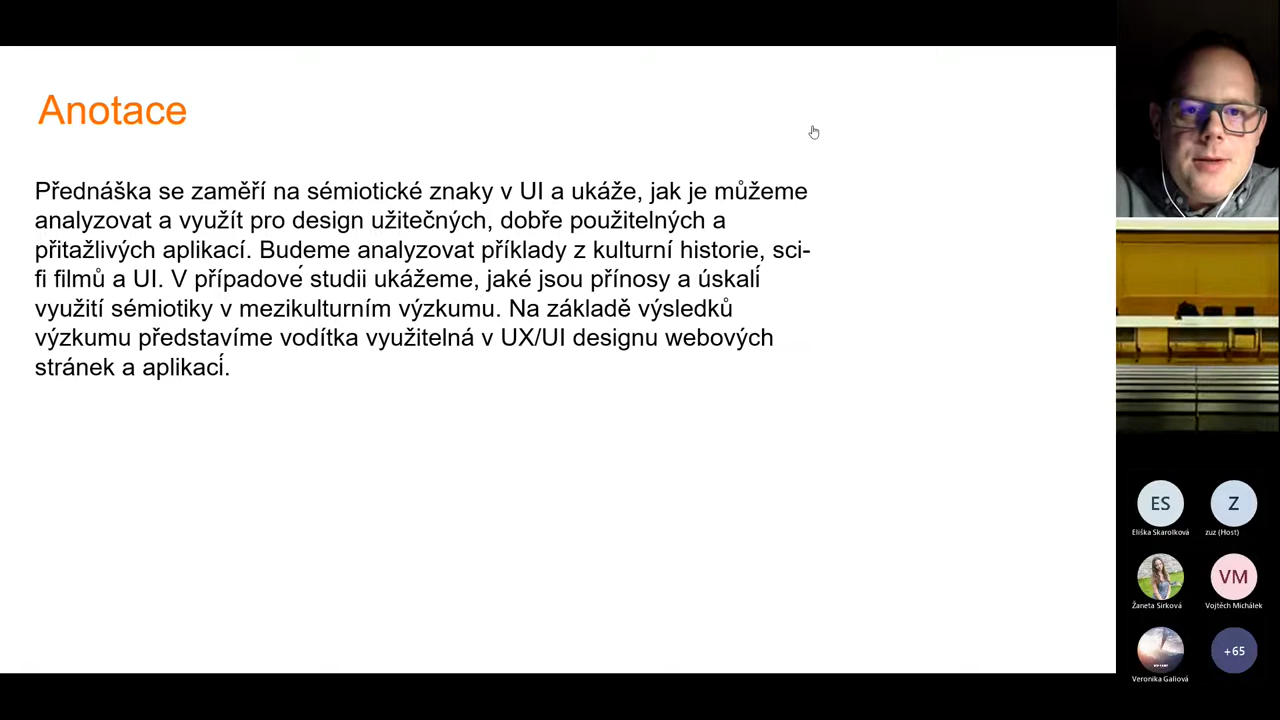 Anotace
Přednáška se zaměří na sémiotické znaky v UI a ukáže, jak je můžeme
analyzovat a využít pro design užitečných, dobře použitelných a
přitažlivých aplikací. Budeme analyzovat příklady z kulturní historie, sci-
fi filmů a UI. V případové studii ukážeme, jaké jsou přínosy a úskalí
využití sémiotiky v mezikulturním výzkumu. Na základě výsledků
výzkumu představíme vodítka využitelná v UX/UI designu webových
stránek a aplikací.
ES
Z
Eliška Skarolková
zuz (Host)
VM
Žaneta Sirková
Vojtěch Michálek
+65
Veronika Galiová